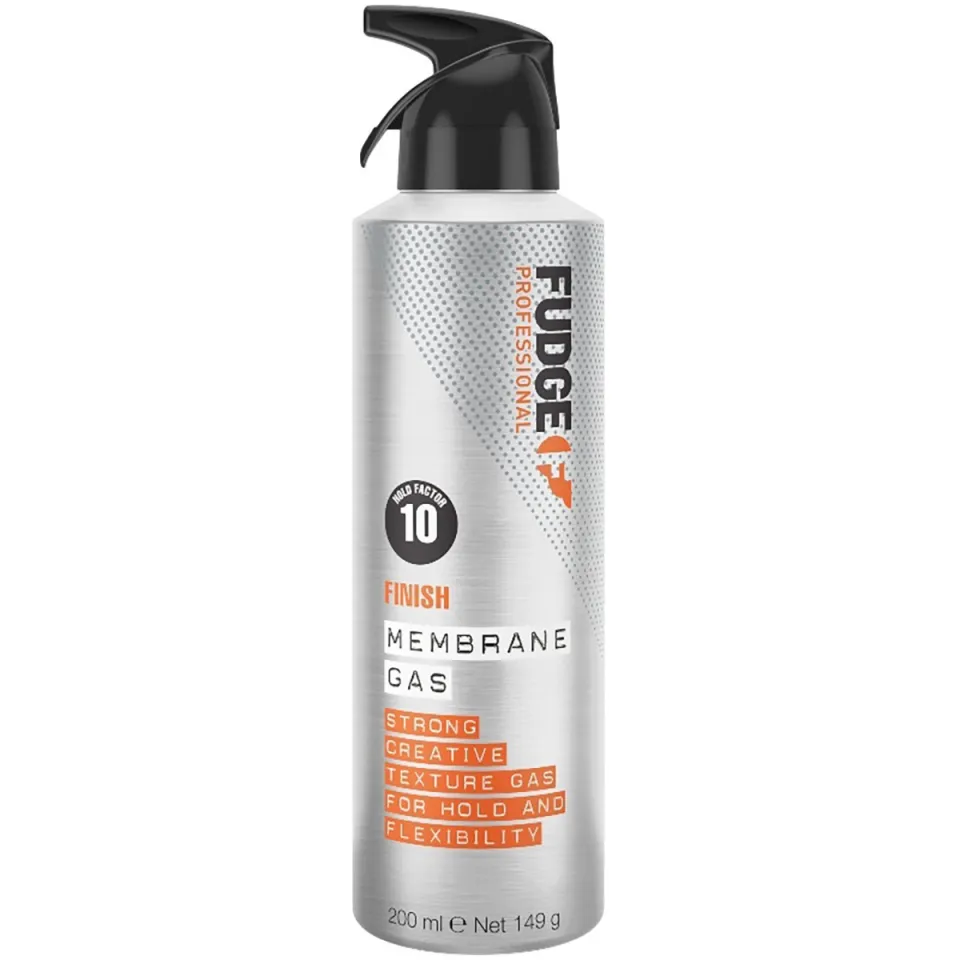 FUDGE
PROFESSIONAL
HOLD FACTOR
10
FINISH
MEMBRANE
GAS
STRONG
CREATIVE
TEXTURE GAS
FOR HOLD AND
FLEXIBILITY
200 ml ℮ Net 149 g